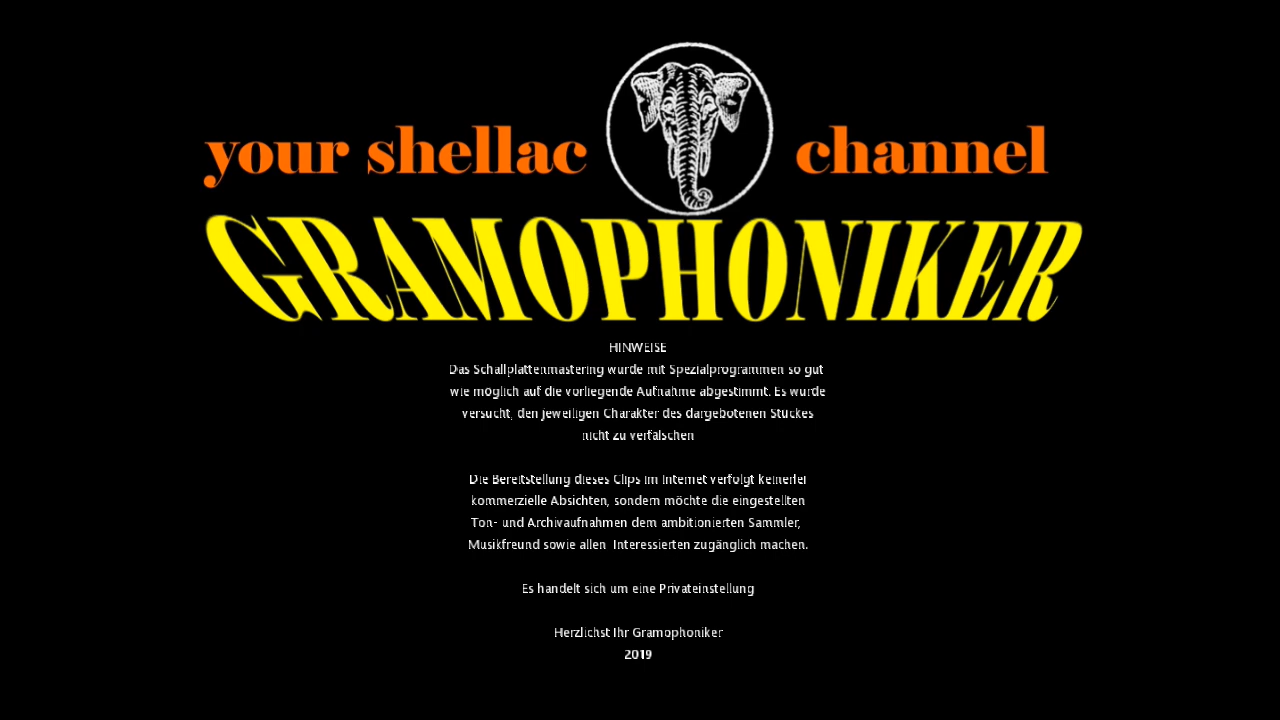 your shellac channel
GRAMOPHONIKER
HINWEISE
Das Schallplattenmastering wurde mit Spezialprogrammen so gut
wie möglich auf die vorliegende Aufnahme abgestimmt. Es wurde
versucht, den jeweiligen Charakter des dargebotenen Stückes
nicht zu verfälschen
Die Bereitstellung dieses Clips im Internet verfolgt keinerlei
kommerzielle Absichten, sondern möchte die eingestellten
Ton- und Archivaufnahmen dem ambitionierten Sammler,
Musikfreund sowie allen Interessierten zugänglich machen.
Es handelt sich um eine Privateinstellung
Herzlichst Ihr Gramophoniker
2019